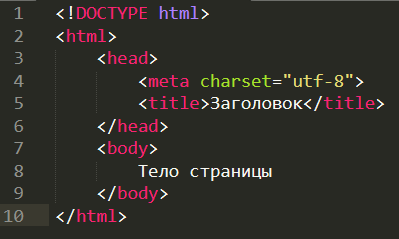 1 <!DOCTYPE html>
2 <html>
3     <head>
4         <meta charset="utf-8">
5         <title>Заголовок</title>
6     </head>
7     <body>
8         Тело страницы
9     </body>
10 </html>